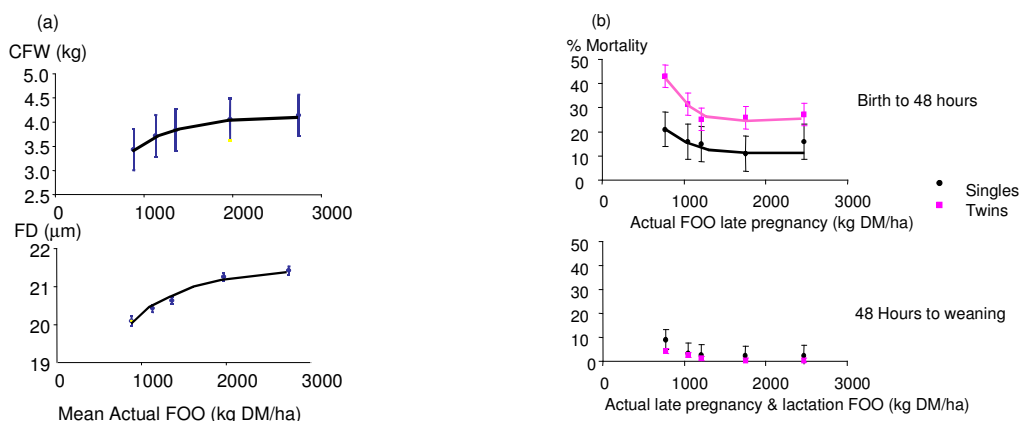 (a)
CFW (kg)
5.0
4.5
4.0
3.5
3.0
2.5
0 1000 2000 3000
FD (µm)
22
21
20
19
0 1000 2000 3000
Mean Actual FOO (kg DM/ha)
(b)
% Mortality
50
40
30
20
10
0
0 1000 2000 3000
Actual FOO late pregnancy (kg DM/ha)
Birth to 48 hours
Singles
Twins
50
40
30
20
10
0
0 1000 2000 3000
Actual late pregnancy & lactation FOO (kg DM/ha)
48 Hours to weaning